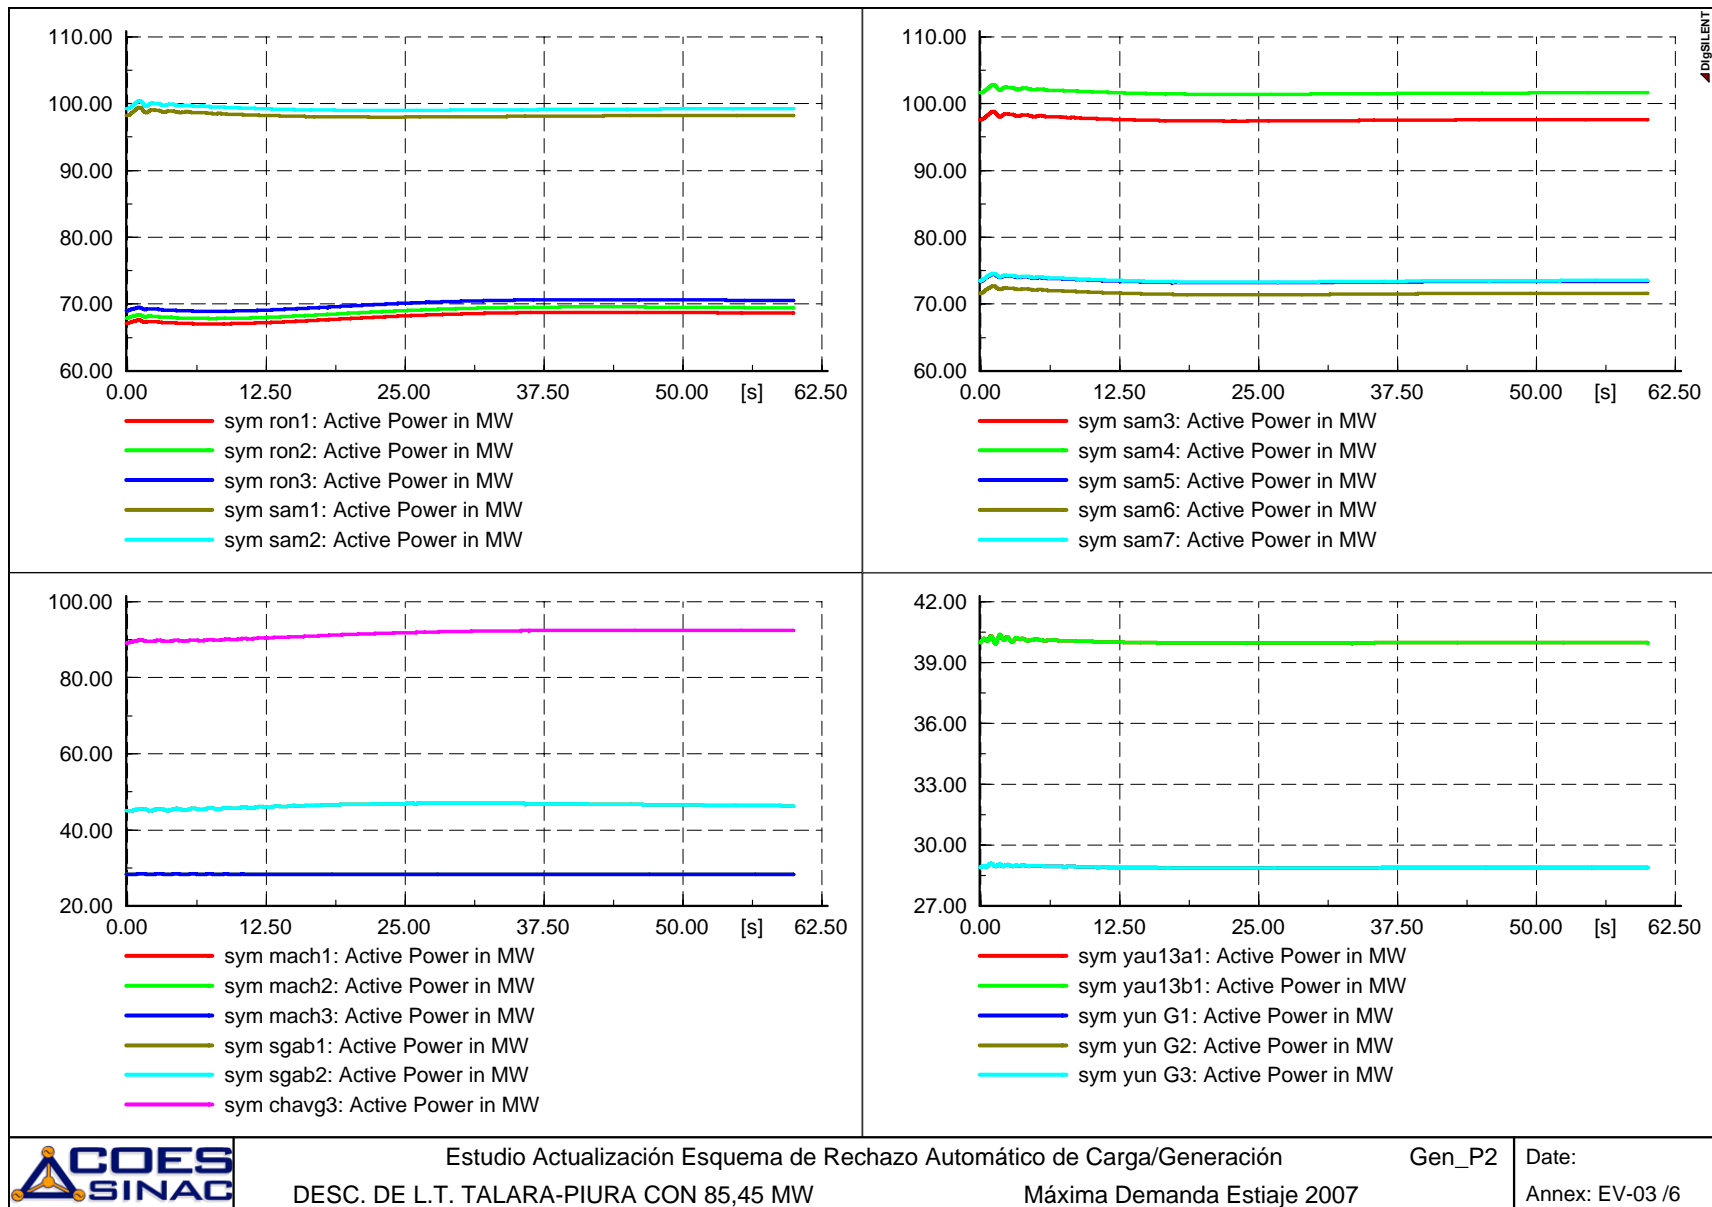 DIgSILENT
110.00
100.00
90.00
80.00
70.00
60.00
0.00 12.50 25.00 37.50 50.00 [s] 62.50
sym ron1: Active Power in MW
sym ron2: Active Power in MW
sym ron3: Active Power in MW
sym sam1: Active Power in MW
sym sam2: Active Power in MW
110.00
100.00
90.00
80.00
70.00
60.00
0.00 12.50 25.00 37.50 50.00 [s] 62.50
sym sam3: Active Power in MW
sym sam4: Active Power in MW
sym sam5: Active Power in MW
sym sam6: Active Power in MW
sym sam7: Active Power in MW
100.00
80.00
60.00
40.00
20.00
0.00 12.50 25.00 37.50 50.00 [s] 62.50
sym mach1: Active Power in MW
sym mach2: Active Power in MW
sym mach3: Active Power in MW
sym sgab1: Active Power in MW
sym sgab2: Active Power in MW
sym chavg3: Active Power in MW
42.00
39.00
36.00
33.00
30.00
27.00
0.00 12.50 25.00 37.50 50.00 [s] 62.50
sym yau13a1: Active Power in MW
sym yau13b1: Active Power in MW
sym yun G1: Active Power in MW
sym yun G2: Active Power in MW
sym yun G3: Active Power in MW
COES
SINAC
Estudio Actualización Esquema de Rechazo Automático de Carga/Generación Gen_P2
DESC. DE L.T. TALARA-PIURA CON 85,45 MW Máxima Demanda Estiaje 2007
Date:
Annex: EV-03 /6